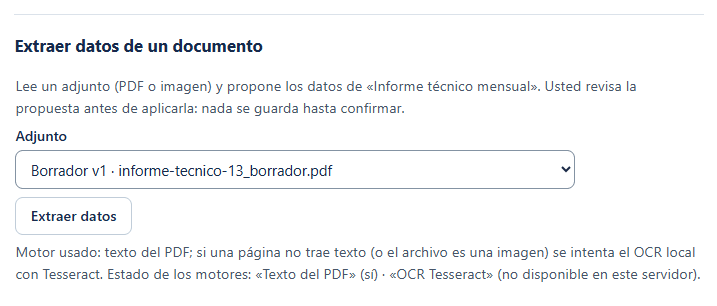 Extraer datos de un documento
Lee un adjunto (PDF o imagen) y propone los datos de «Informe técnico mensual». Usted revisa la
propuesta antes de aplicarla: nada se guarda hasta confirmar.
Adjunto
Borrador v1 · informe-tecnico-13_borrador.pdf
Extraer datos
Motor usado: texto del PDF; si una página no trae texto (o el archivo es una imagen) se intenta el OCR local
con Tesseract. Estado de los motores: «Texto del PDF» (sí) · «OCR Tesseract» (no disponible en este servidor).